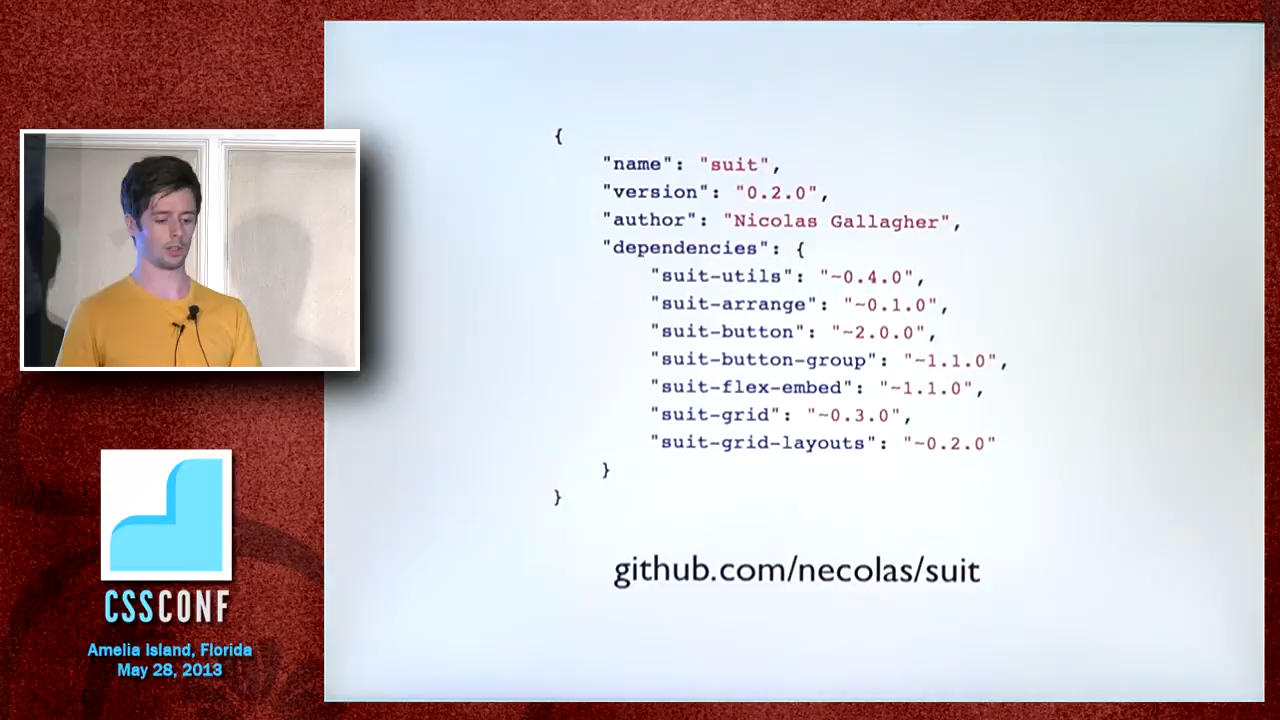 {
"name": "suit",
"version": "0.2.0",
"author": "Nicolas Gallagher",
"dependencies": {
"suit-utils": "~0.4.0",
"suit-arrange": "~0.1.0",
"suit-button": "~2.0.0",
"suit-button-group": "~1.1.0",
"suit-flex-embed": "~1.1.0",
"suit-grid": "~0.3.0",
"suit-grid-layouts": "~0.2.0"
}
}
github.com/necolas/suit
CSSCONF
Amelia Island, Florida
May 28, 2013